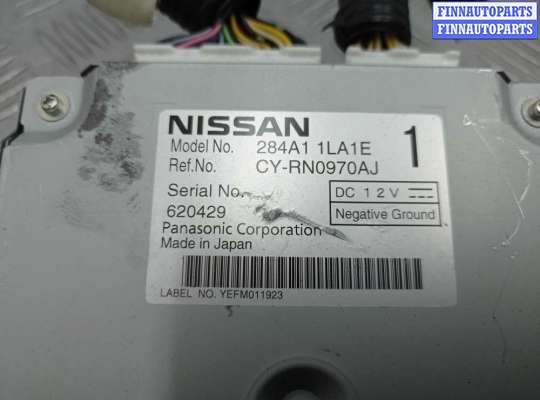 FINNAUTOPARTS
FINNAUTOPARTS
NISSAN
Model No. 284A1 1LA1E
1
Ref.No. CY-RN0970AJ
Serial No.
DC 12V
620429
Negative Ground
Panasonic Corporation
Made in Japan
LABEL NO. YEFM011923